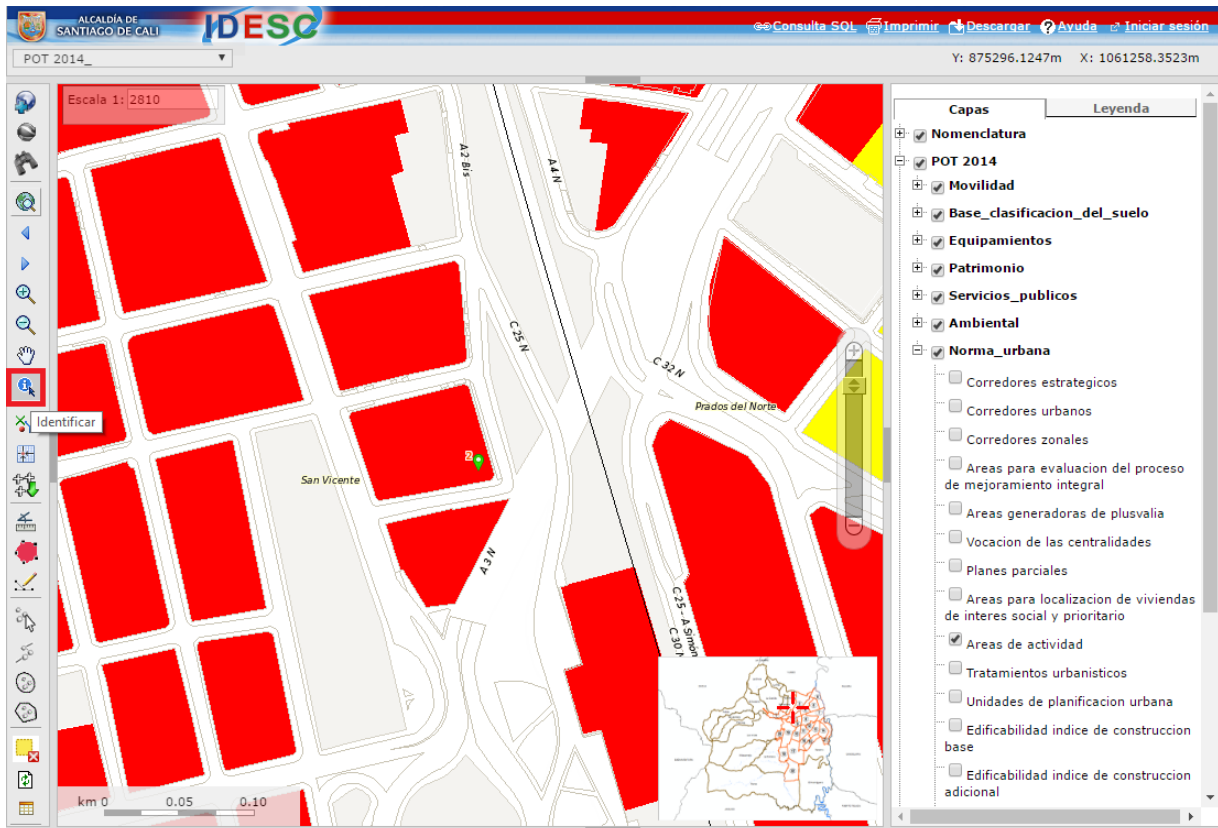 ALCALDÍA DE
SANTIAGO DE CALI
IDESC
Consulta SQL Imprimir Descargar Ayuda Iniciar sesión
POT 2014_
Y: 875296.1247m X: 1061258.3523m
Escala 1: 2810
Capas
Leyenda
Nomenclatura
POT 2014
Movilidad
Base_clasificacion_del_suelo
Equipamientos
Patrimonio
Servicios_publicos
Ambiental
Norma_urbana
Corredores estrategicos
Corredores urbanos
Corredores zonales
Areas para evaluacion del proceso
de mejoramiento integral
Areas generadoras de plusvalia
Vocacion de las centralidades
Planes parciales
Areas para localizacion de viviendas
de interes social y prioritario
Areas de actividad
Tratamientos urbanisticos
Unidades de planificacion urbana
Edificabilidad indice de construccion
base
Edificabilidad indice de construccion
adicional
A 2 Bis
A 4 N
C 25 N
C 32 N
Prados del Norte
Identificar
2
San Vicente
A 3 N
C 25 - A Simón
C 30 N
km 0 0.05 0.10